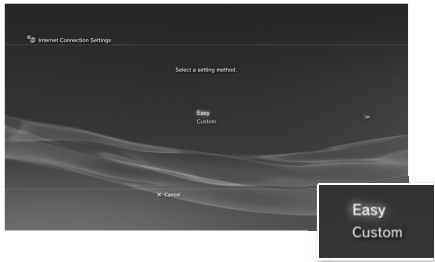 Internet Connection Settings
Select a setting method.
Easy
Custom
X Cancel
Easy
Custom